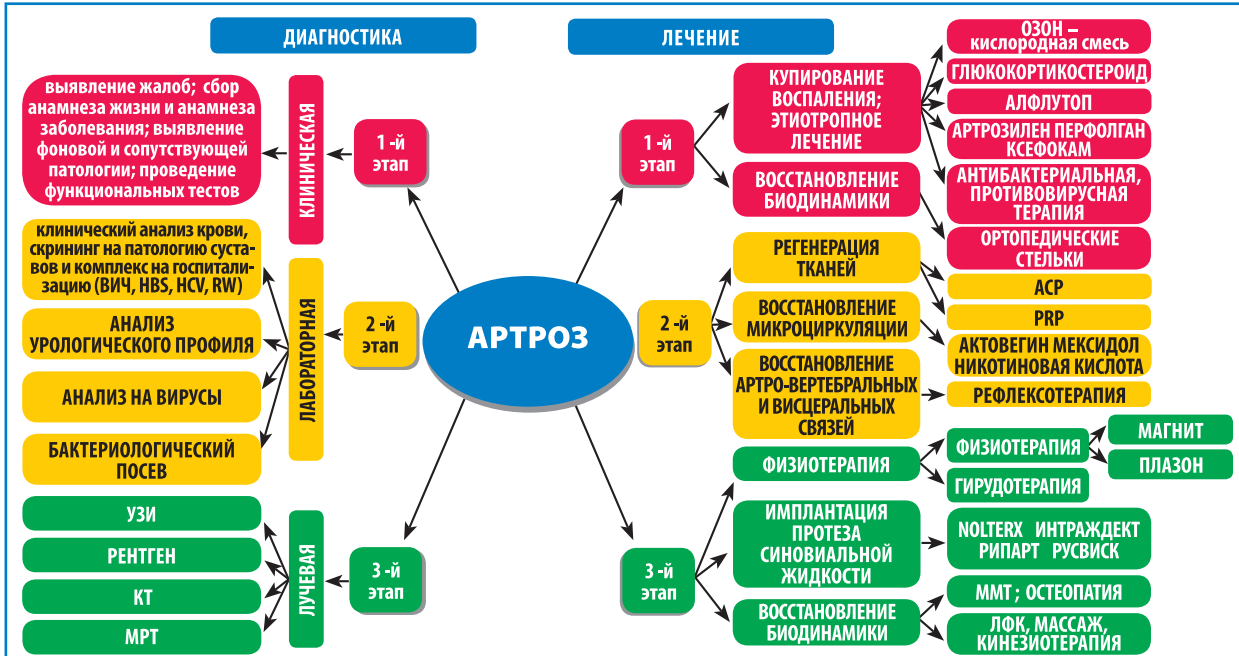 ДИАГНОСТИКА
ЛЕЧЕНИЕ
выявление жалоб; сбор
анамнеза жизни и анамнеза
заболевания; выявление
фоновой и сопутствующей
патологии; проведение
функциональных тестов
КЛИНИЧЕСКАЯ
1 -й
этап
клинический анализ крови,
скрининг на патологию суста-
вов и комплекс на госпитали-
зацию (ВИЧ, HBS, HCV, RW)
АНАЛИЗ
УРОЛОГИЧЕСКОГО ПРОФИЛЯ
АНАЛИЗ НА ВИРУСЫ
БАКТЕРИОЛОГИЧЕСКИЙ
ПОСЕВ
ЛАБОРАТОРНАЯ
2 -й
этап
УЗИ
РЕНТГЕН
КТ
МРТ
ЛУЧЕВАЯ
3 -й
этап
АРТРОЗ
1 -й
этап
КУПИРОВАНИЕ
ВОСПАЛЕНИЯ;
ЭТИОТРОПНОЕ
ЛЕЧЕНИЕ
ВОССТАНОВЛЕНИЕ
БИОДИНАМИКИ
ОЗОН –
кислородная смесь
ГЛЮКОКОРТИКОСТЕРОИД
АЛФЛУТОП
АРТРОЗИЛЕН ПЕРФОЛГАН
КСЕФОКАМ
АНТИБАКТЕРИАЛЬНАЯ,
ПРОТИВОВИРУСНАЯ
ТЕРАПИЯ
ОРТОПЕДИЧЕСКИЕ
СТЕЛЬКИ
2 -й
этап
РЕГЕНЕРАЦИЯ
ТКАНЕЙ
ВОССТАНОВЛЕНИЕ
МИКРОЦИРКУЛЯЦИИ
ВОССТАНОВЛЕНИЕ
АРТРО-ВЕРТЕБРАЛЬНЫХ
И ВИСЦЕРАЛЬНЫХ
СВЯЗЕЙ
ACP
PRP
АКТОВЕГИН МЕКСИДОЛ
НИКОТИНОВАЯ КИСЛОТА
РЕФЛЕКСОТЕРАПИЯ
3 -й
этап
ФИЗИОТЕРАПИЯ
ИМПЛАНТАЦИЯ
ПРОТЕЗА
СИНОВИАЛЬНОЙ
ЖИДКОСТИ
ВОССТАНОВЛЕНИЕ
БИОДИНАМИКИ
ФИЗИОТЕРАПИЯ
ГИРУДОТЕРАПИЯ
МАГНИТ
ПЛАЗОН
NOLTERX ИНТРАЖДЕКТ
РИПАРТ РУСВИСК
ММТ ; ОСТЕОПАТИЯ
ЛФК, МАССАЖ,
КИНЕЗИОТЕРАПИЯ